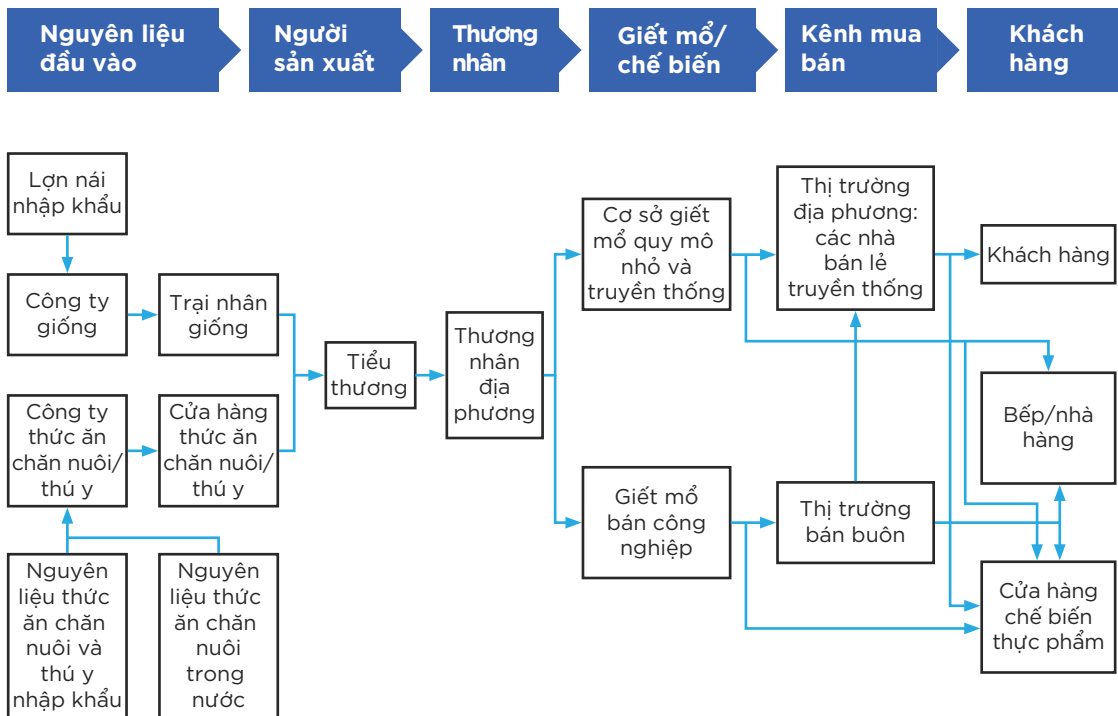 Nguyên liệu
đầu vào
Người
sản xuất
Thương
nhân
Giết mổ/
chế biến
Kênh mua
bán
Khách
hàng
Lợn nái
nhập khẩu
Công ty
giống
Trại nhân
giống
Công ty
thức ăn
chăn nuôi/
thú y
Cửa hàng
thức ăn
chăn nuôi/
thú y
Nguyên
liệu thức
ăn chăn
nuôi và
thú y
nhập khẩu
Nguyên
liệu thức
ăn chăn
nuôi
trong
nước
Tiểu
thương
Thương
nhân
địa
phương
Cơ sở giết
mổ quy mô
nhỏ và
truyền thống
Giết mổ
bán công
nghiệp
Thị trường
địa phương:
các nhà
bán lẻ
truyền thống
Thị trường
bán buôn
Khách hàng
Bếp/nhà
hàng
Cửa hàng
chế biến
thực phẩm